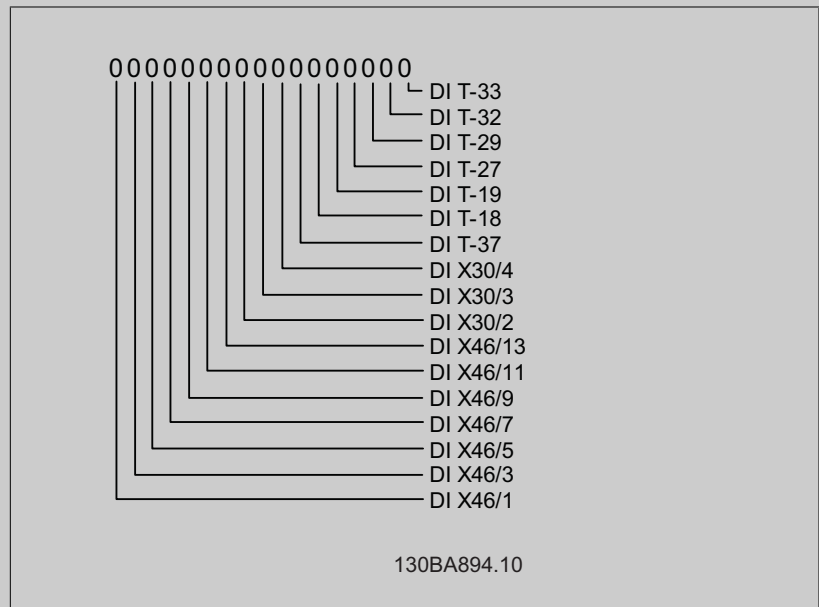 00000000000000000
DI T-33
DI T-32
DI T-29
DI T-27
DI T-19
DI T-18
DI T-37
DI X30/4
DI X30/3
DI X30/2
DI X46/13
DI X46/11
DI X46/9
DI X46/7
DI X46/5
DI X46/3
DI X46/1
130BA894.10